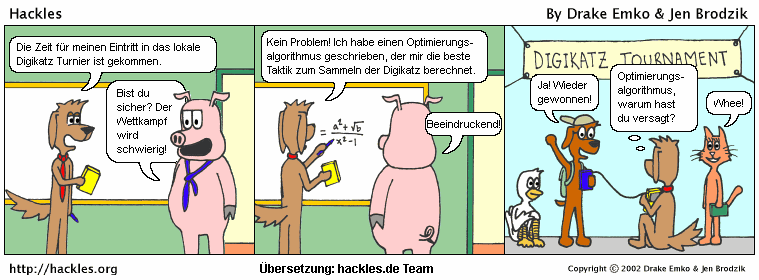 Hackles
By Drake Emko & Jen Brodzik
Die Zeit für meinen Eintritt in das lokale
Digikatz Turnier ist gekommen.
Bist du
sicher? Der
Wettkampf
wird
schwierig!
Kein Problem! Ich habe einen Optimierungs-
algorithmus geschrieben, der mir die beste
Taktik zum Sammeln der Digikatz berechnet.
a²+√b
=
x²-1
Beeindruckend!
DIGIKATZ TOURNAMENT
Ja! Wieder
gewonnen!
Optimierungs-
algorithmus,
warum hast
du versagt?
Whee!
http://hackles.org
Übersetzung: hackles.de Team
Copyright © 2002 Drake Emko & Jen Brodzik